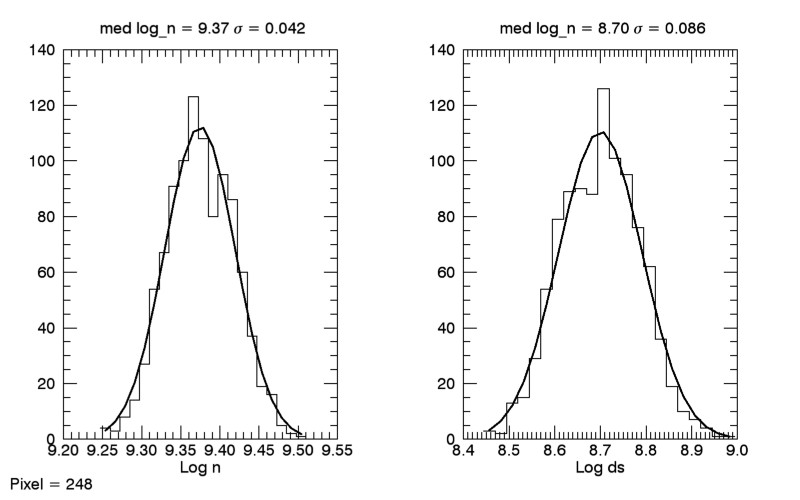 med log_n = 9.37 σ = 0.042
140
120
100
80
60
40
20
0
9.20 9.25 9.30 9.35 9.40 9.45 9.50 9.55
Log n
med log_n = 8.70 σ = 0.086
140
120
100
80
60
40
20
0
8.4 8.5 8.6 8.7 8.8 8.9 9.0
Log ds
Pixel = 248